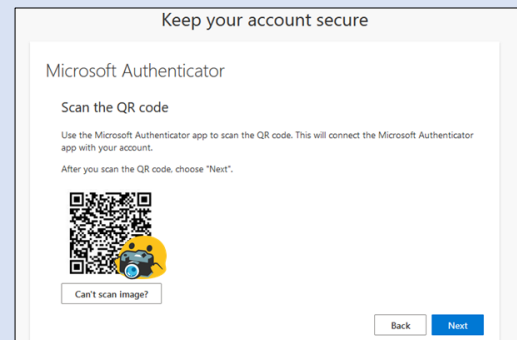 Keep your account secure
Microsoft Authenticator
Scan the QR code
Use the Microsoft Authenticator app to scan the QR code. This will connect the Microsoft Authenticator
app with your account.
After you scan the QR code, choose "Next".
Can't scan image?
Back Next